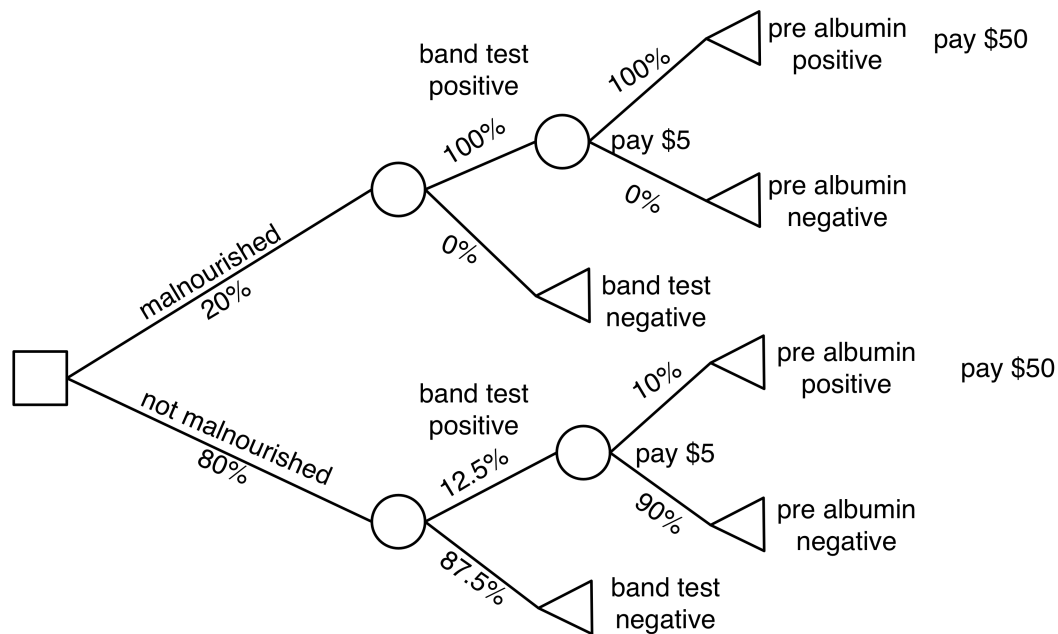 band test
positive
100%
pre albumin
positive
pay $50
100%
pay $5
0%
pre albumin
negative
malnourished
20%
0%
band test
negative
not malnourished
80%
band test
positive
10%
pre albumin
positive
pay $50
12.5%
pay $5
90%
pre albumin
negative
87.5%
band test
negative